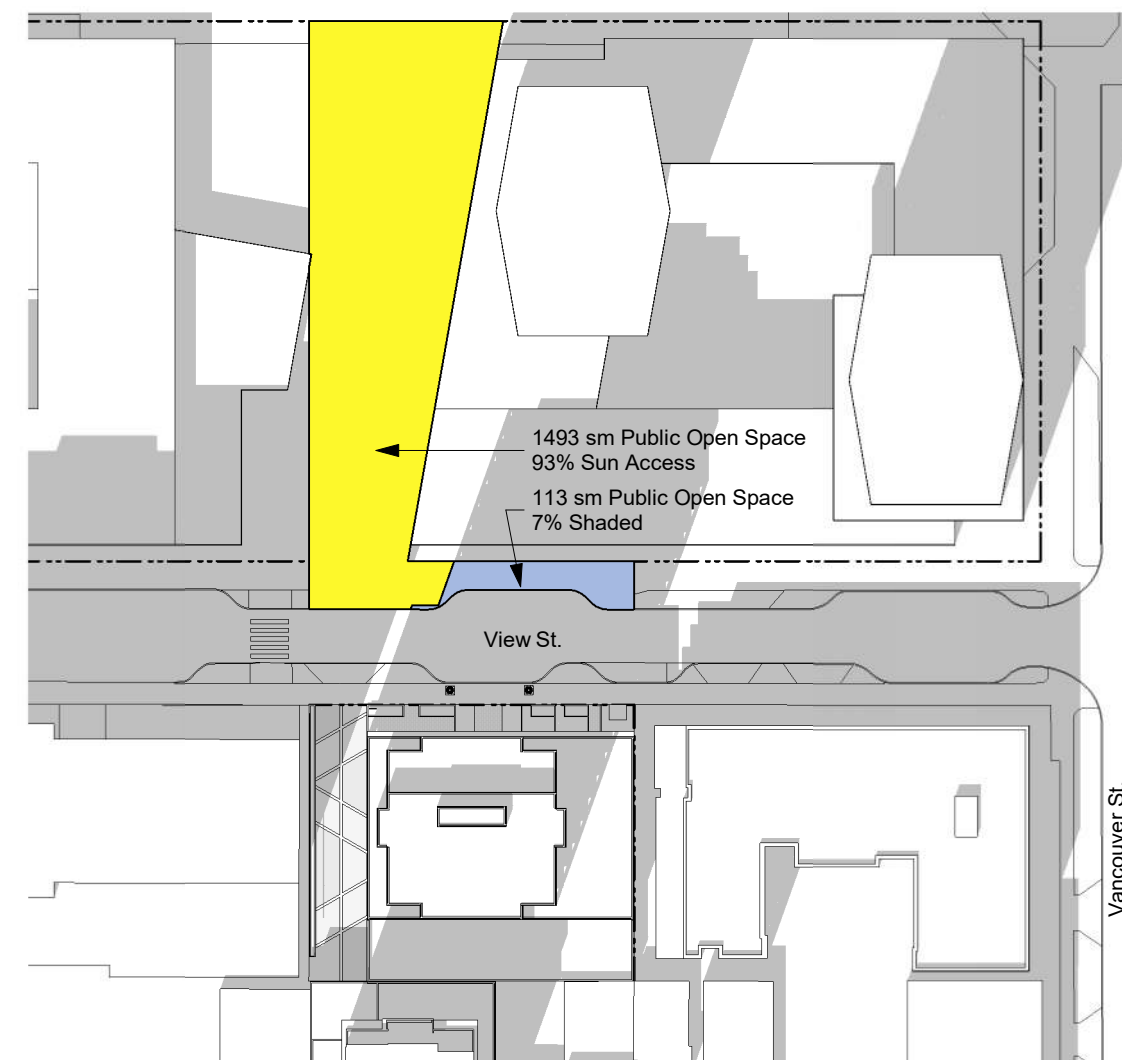 1493 sm Public Open Space
93% Sun Access
113 sm Public Open Space
7% Shaded
View St.
Vancouver St.